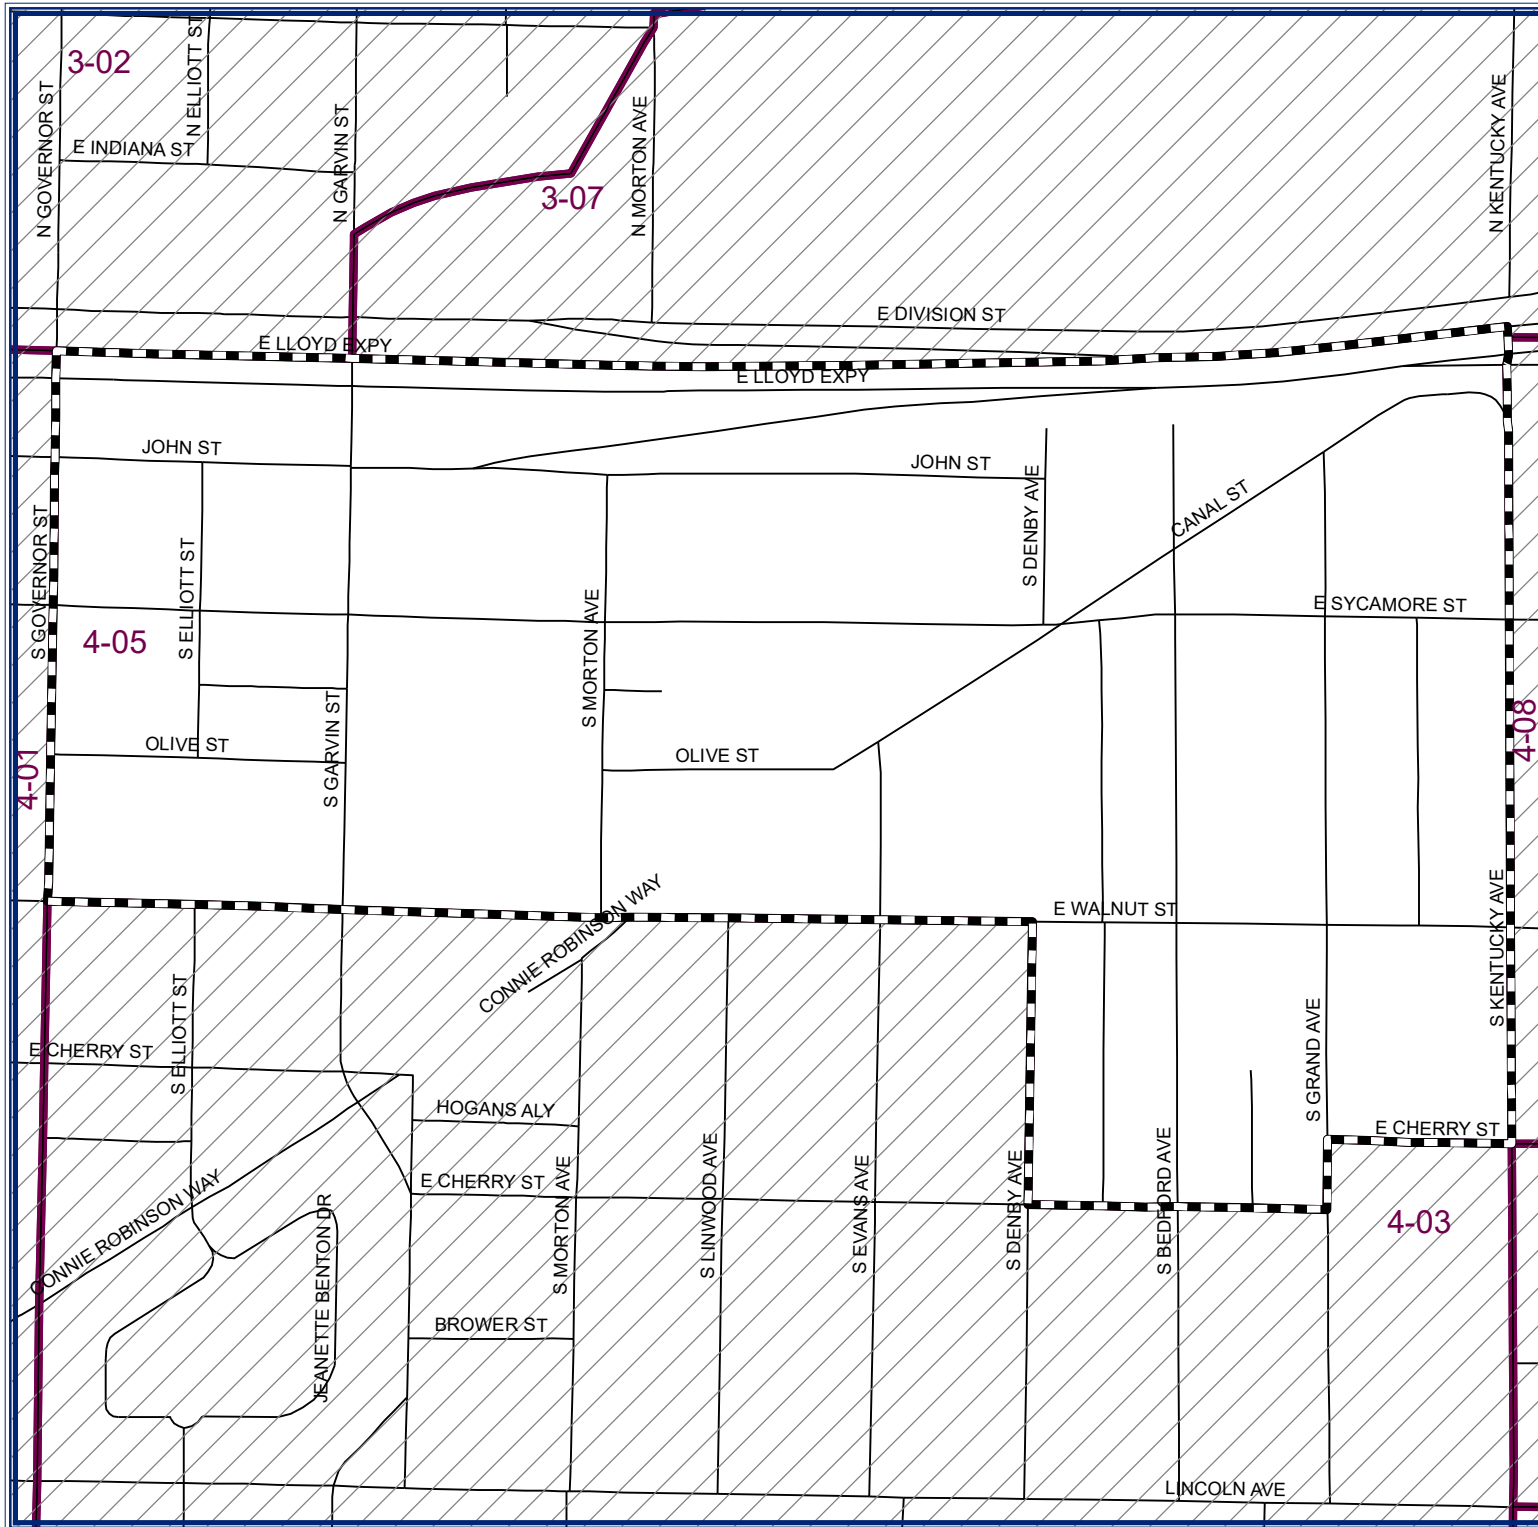 3-02
N ELLIOTT ST
N GOVERNOR ST
N GARVIN ST
N MORTON AVE
N KENTUCKY AVE
E INDIANA ST
3-07
E DIVISION ST
E LLOYD EXPY
E LLOYD EXPY
JOHN ST
JOHN ST
S DENBY AVE
CANAL ST
S GOVERNOR ST
S ELLIOTT ST
S MORTON AVE
E SYCAMORE ST
4-05
4-01
4-08
S GARVIN ST
OLIVE ST
OLIVE ST
CONNIE ROBINSON WAY
E WALNUT ST
S KENTUCKY AVE
S ELLIOTT ST
E CHERRY ST
S GRAND AVE
HOGANS ALY
E CHERRY ST
E CHERRY ST
S MORTON AVE
S LINWOOD AVE
S EVANS AVE
S DENBY AVE
S BEDFORD AVE
4-03
CONNIE ROBINSON WAY
JEANETTE BENTON DR
BROWER ST
LINCOLN AVE